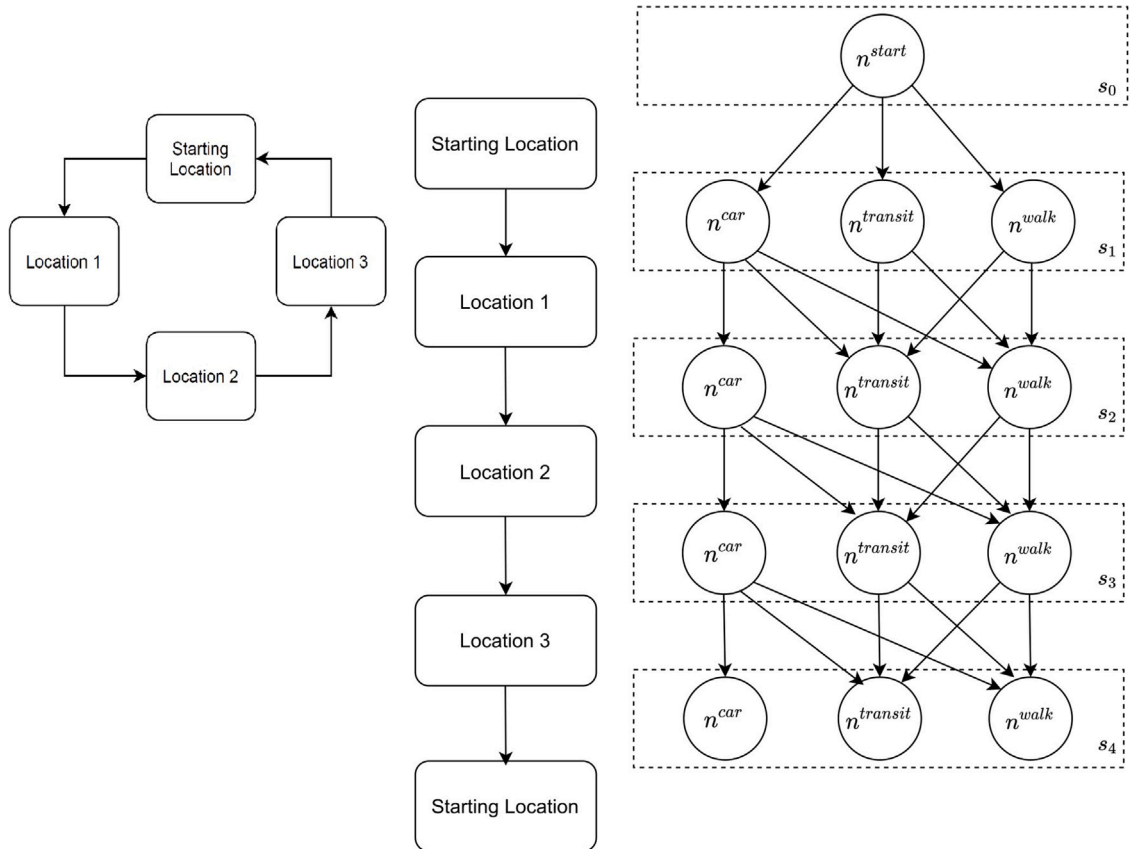 Starting
Location
Location 1
Location 3
Location 2
Starting Location
Location 1
Location 2
Location 3
Starting Location
n^{start}
s_0
n^{car} n^{transit} n^{walk}
s_1
n^{car} n^{transit} n^{walk}
s_2
n^{car} n^{transit} n^{walk}
s_3
n^{car} n^{transit} n^{walk}
s_4